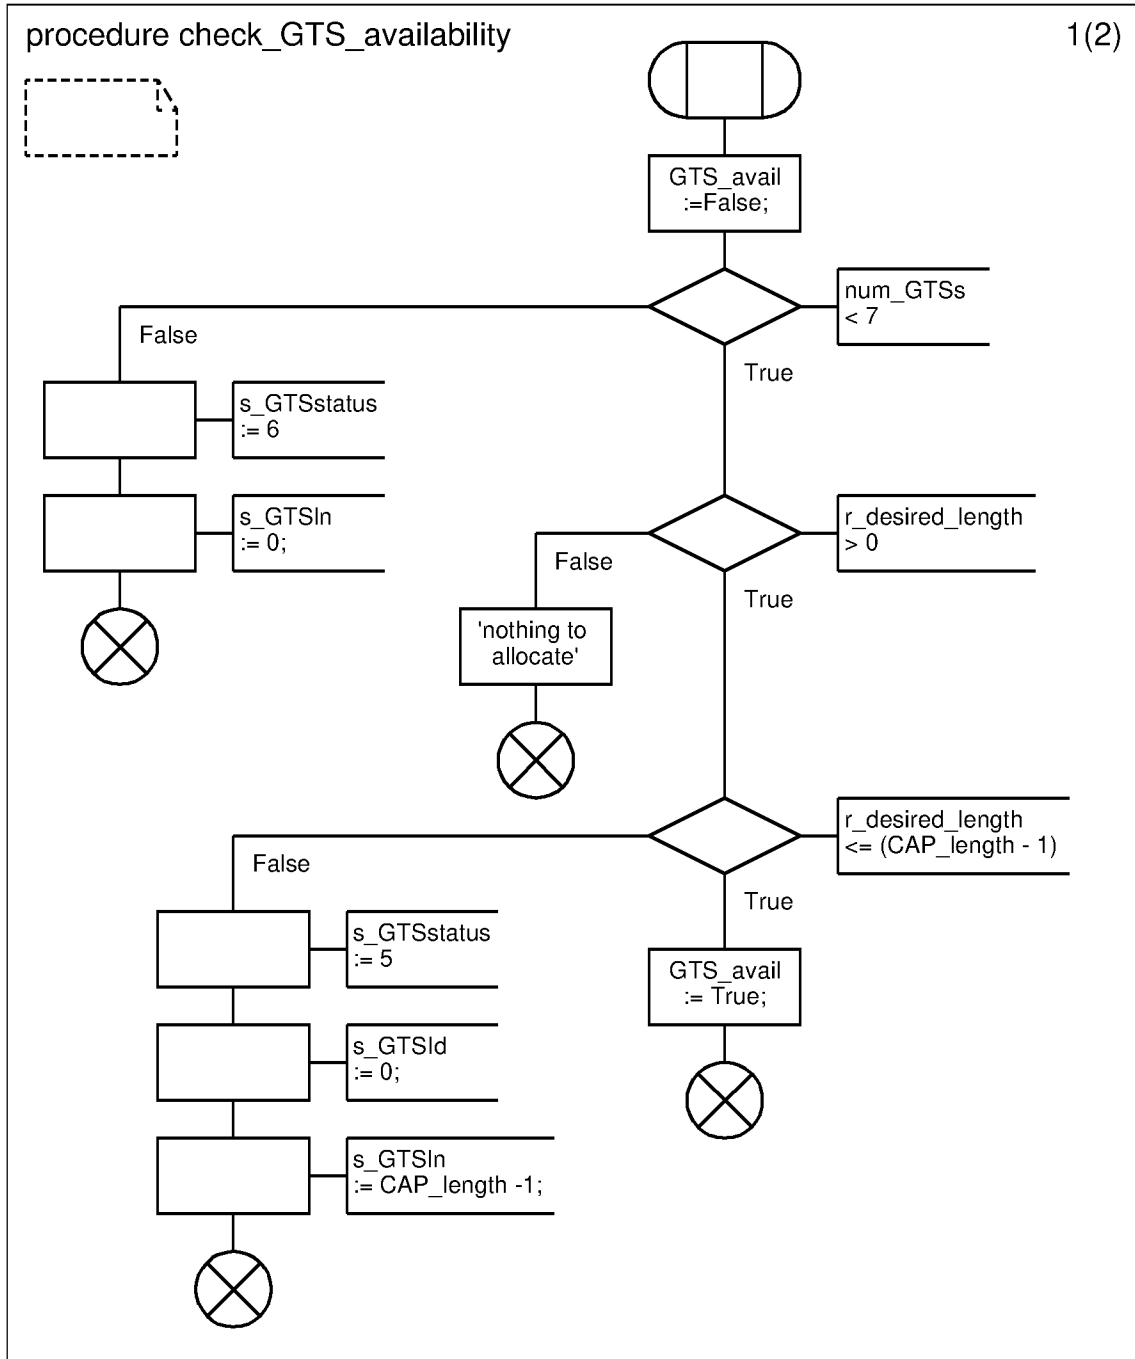 procedure check_GTS_availability
1(2)
GTS_avail
:=False;
num_GTSs
< 7
False
True
s_GTSstatus
:= 6
s_GTSln
:= 0;
r_desired_length
> 0
False
True
'nothing to
allocate'
r_desired_length
<= (CAP_length - 1)
False
True
s_GTSstatus
:= 5
GTS_avail
:= True;
s_GTSId
:= 0;
s_GTSln
:= CAP_length -1;